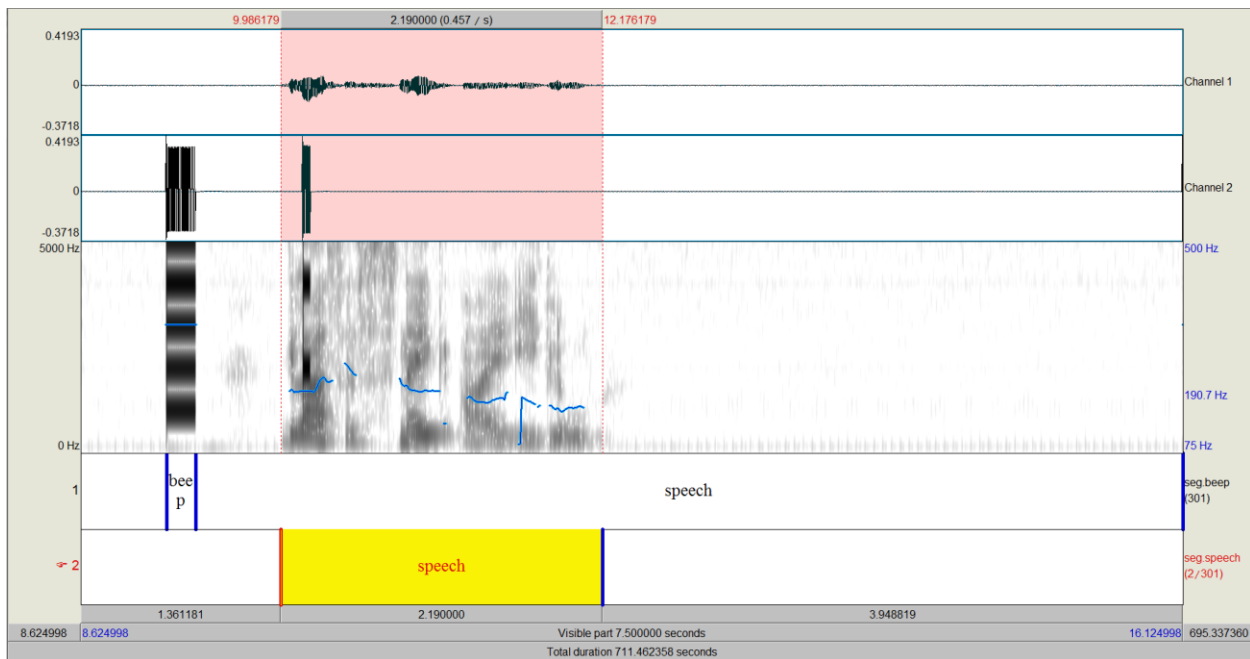 9.986179 2.190000 (0.457 / s) 12.176179
0.4193
0
-0.3718
Channel 1
0.4193
0
-0.3718
Channel 2
5000 Hz
0 Hz
500 Hz
190.7 Hz
75 Hz
1
bee
p
speech
seg.beep
(301)
☞ 2
speech
seg.speech
(2/301)
1.361181 2.190000 3.948819
8.624998 8.624998 Visible part 7.500000 seconds 16.124998 695.337360
Total duration 711.462358 seconds